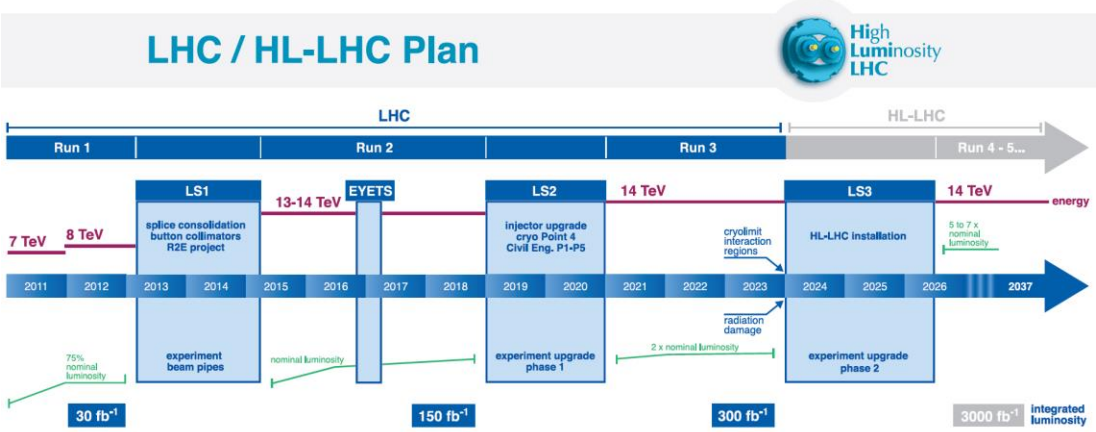 LHC / HL-LHC Plan
High
Luminosity
LHC
LHC
HL-LHC
Run 1
Run 2
Run 3
Run 4 - 5...
LS1
EYETS
LS2
LS3
13-14 TeV
14 TeV
14 TeV
energy
splice consolidation
button collimators
R2E project
injector upgrade
cryo Point 4
Civil Eng. P1-P5
cryolimit
interaction
regions
HL-LHC installation
5 to 7 x
nominal
luminosity
7 TeV
8 TeV
2011
2012
2013
2014
2015
2016
2017
2018
2019
2020
2021
2022
2023
2024
2025
2026
2037
radiation
damage
75%
nominal
luminosity
experiment
beam pipes
nominal luminosity
experiment upgrade
phase 1
2 x nominal luminosity
experiment upgrade
phase 2
30 fb⁻¹
150 fb⁻¹
300 fb⁻¹
3000 fb⁻¹
integrated
luminosity